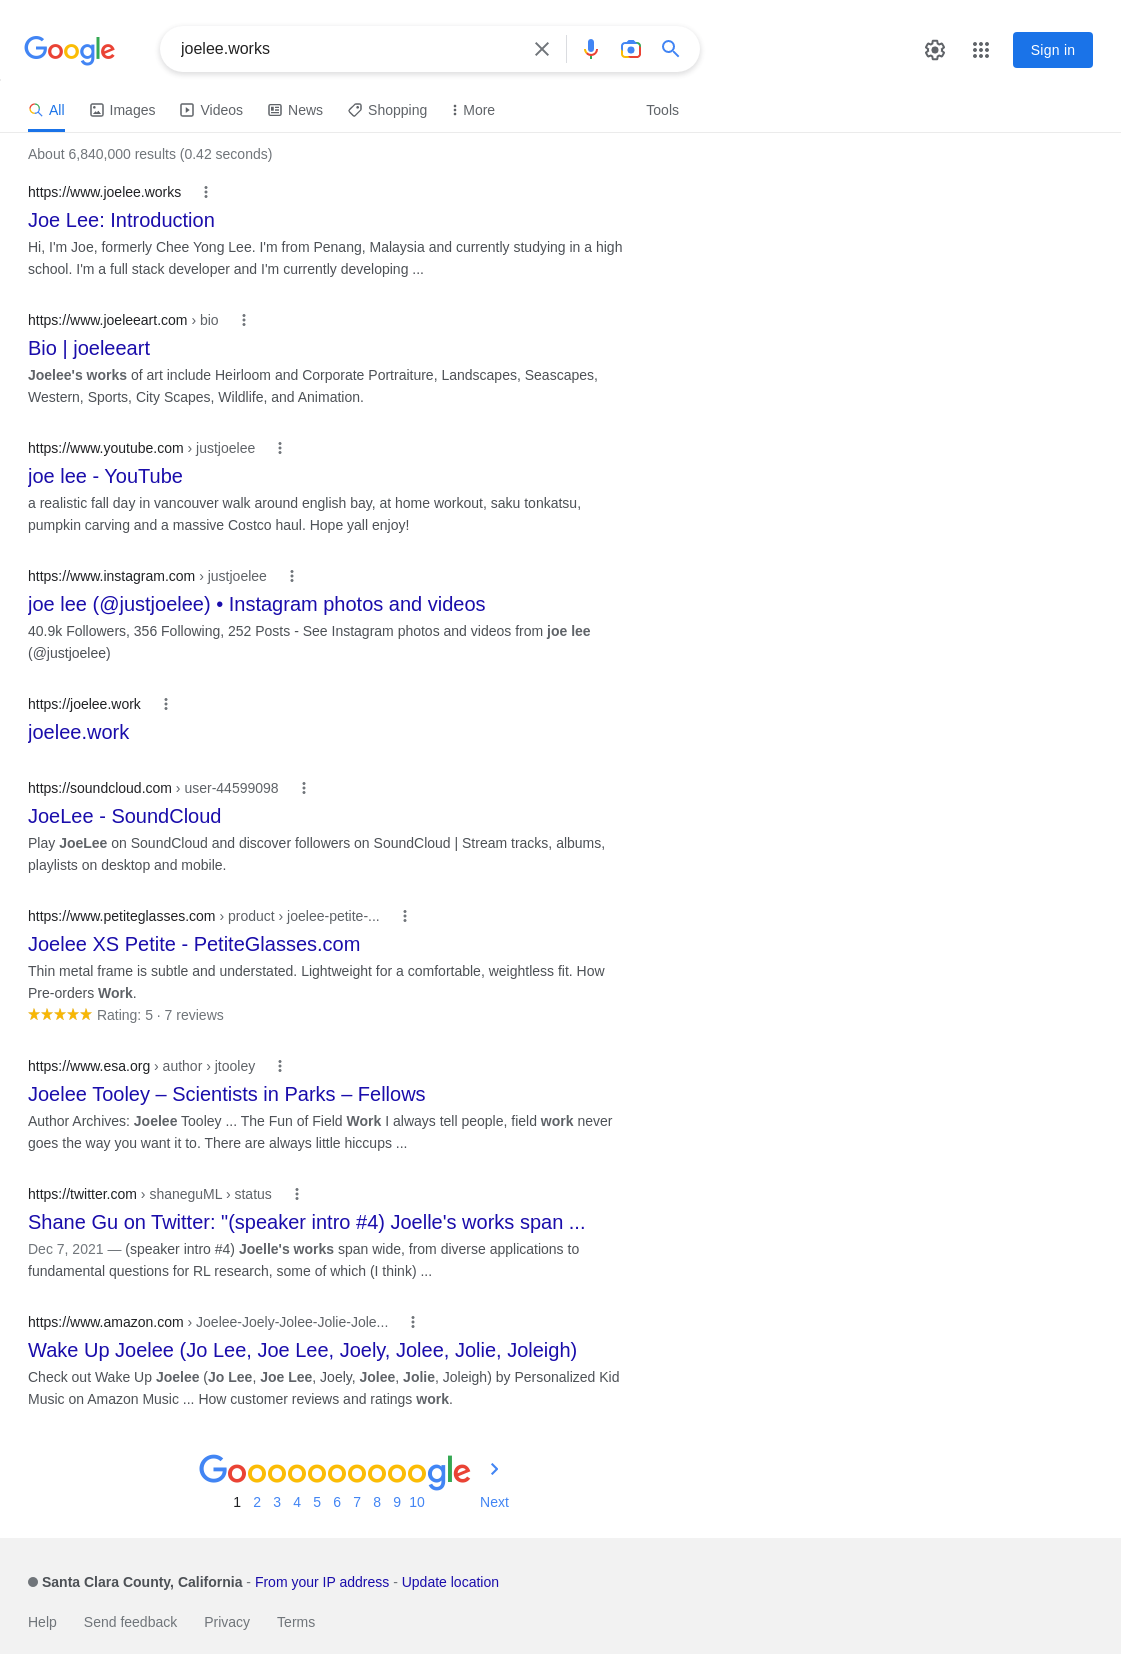 Google
joelee.works
Sign in
All
Images
Videos
News
Shopping
More
Tools
About 6,840,000 results (0.42 seconds)
https://www.joelee.works
Joe Lee: Introduction
Hi, I'm Joe, formerly Chee Yong Lee. I'm from Penang, Malaysia and currently studying in a high
school. I'm a full stack developer and I'm currently developing ...
https://www.joeleeart.com › bio
Bio | joeleeart
Joelee's works of art include Heirloom and Corporate Portraiture, Landscapes, Seascapes,
Western, Sports, City Scapes, Wildlife, and Animation.
https://www.youtube.com › justjoelee
joe lee - YouTube
a realistic fall day in vancouver walk around english bay, at home workout, saku tonkatsu,
pumpkin carving and a massive Costco haul. Hope yall enjoy!
https://www.instagram.com › justjoelee
joe lee (@justjoelee) • Instagram photos and videos
40.9k Followers, 356 Following, 252 Posts - See Instagram photos and videos from joe lee
(@justjoelee)
https://joelee.work
joelee.work
https://soundcloud.com › user-44599098
JoeLee - SoundCloud
Play JoeLee on SoundCloud and discover followers on SoundCloud | Stream tracks, albums,
playlists on desktop and mobile.
https://www.petiteglasses.com › product › joelee-petite-...
Joelee XS Petite - PetiteGlasses.com
Thin metal frame is subtle and understated. Lightweight for a comfortable, weightless fit. How
Pre-orders Work.
Rating: 5 · 7 reviews
https://www.esa.org › author › jtooley
Joelee Tooley – Scientists in Parks – Fellows
Author Archives: Joelee Tooley ... The Fun of Field Work I always tell people, field work never
goes the way you want it to. There are always little hiccups ...
https://twitter.com › shaneguML › status
Shane Gu on Twitter: "(speaker intro #4) Joelle's works span ...
Dec 7, 2021 — (speaker intro #4) Joelle's works span wide, from diverse applications to
fundamental questions for RL research, some of which (I think) ...
https://www.amazon.com › Joelee-Joely-Jolee-Jolie-Jole...
Wake Up Joelee (Jo Lee, Joe Lee, Joely, Jolee, Jolie, Joleigh)
Check out Wake Up Joelee (Jo Lee, Joe Lee, Joely, Jolee, Jolie, Joleigh) by Personalized Kid
Music on Amazon Music ... How customer reviews and ratings work.
Goooooooooogle
1 2 3 4 5 6 7 8 9 10 Next
Santa Clara County, California - From your IP address - Update location
Help Send feedback Privacy Terms